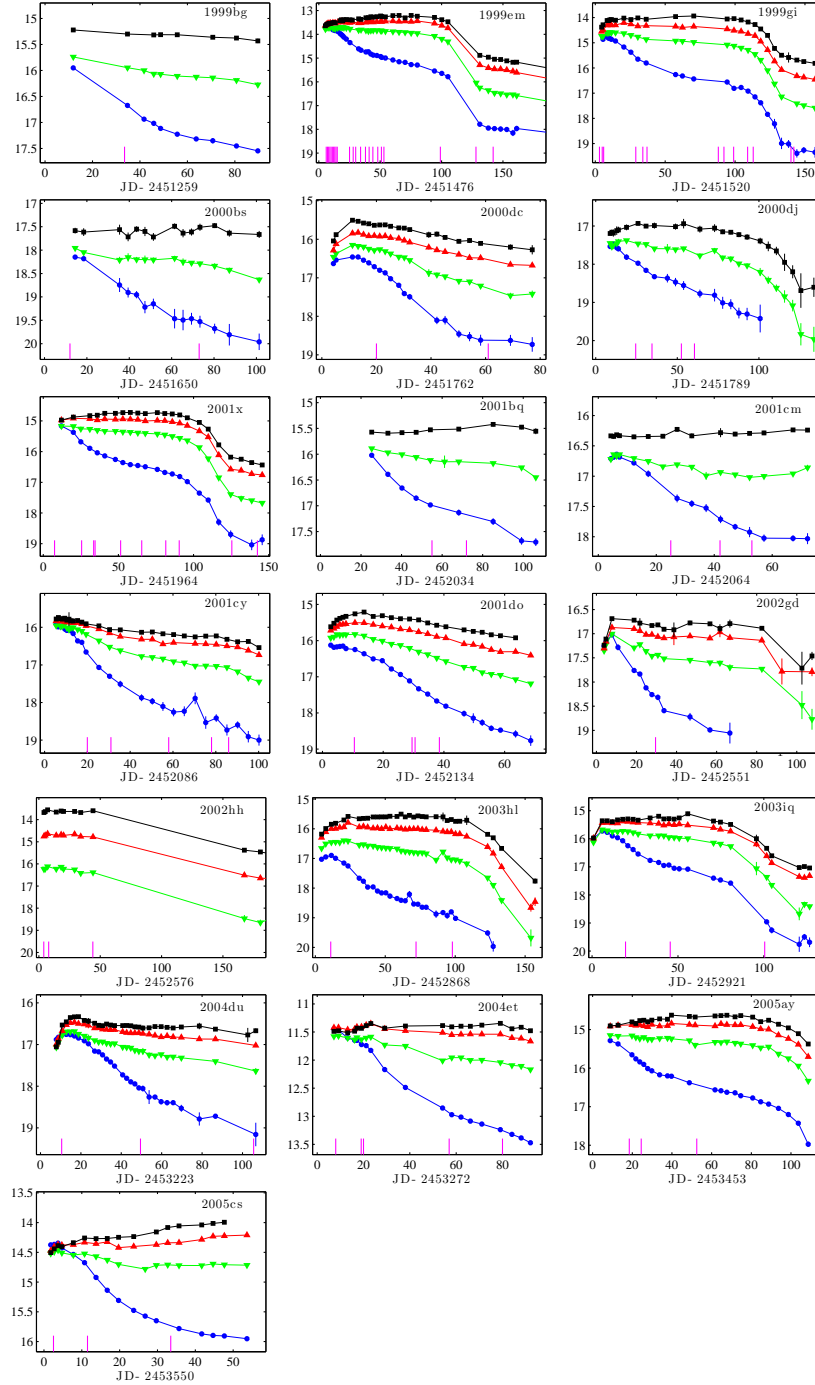 1999bg
15
15.5
16
16.5
17
17.5
0 20 40 60 80
JD- 2451259
1999em
13
14
15
16
17
18
19
0 50 100 150
JD- 2451476
1999gi
14
15
16
17
18
19
0 50 100 150
JD- 2451520
2000bs
17
17.5
18
18.5
19
19.5
20
0 20 40 60 80 100
JD- 2451650
2000dc
15
16
17
18
19
0 20 40 60 80
JD- 2451762
2000dj
17
18
19
20
0 50 100
JD- 2451789
2001x
15
16
17
18
19
0 50 100 150
JD- 2451964
2001bq
15.5
16
16.5
17
17.5
0 20 40 60 80 100
JD- 2452034
2001cm
16
16.5
17
17.5
18
0 20 40 60
JD- 2452064
2001cy
16
17
18
19
0 20 40 60 80 100
JD- 2452086
2001do
15
16
17
18
19
0 20 40 60
JD- 2452134
2002gd
16.5
17
17.5
18
18.5
19
0 20 40 60 80 100
JD- 2452551
2002hh
14
15
16
17
18
19
20
0 50 100 150
JD- 2452576
2003hl
15
16
17
18
19
20
0 50 100 150
JD- 2452868
2003iq
15
16
17
18
19
20
0 50 100
JD- 2452921
2004du
16
17
18
19
0 20 40 60 80 100
JD- 2453223
2004et
11
11.5
12
12.5
13
13.5
0 20 40 60 80
JD- 2453272
2005ay
15
16
17
18
0 20 40 60 80 100
JD- 2453453
2005cs
13.5
14
14.5
15
15.5
16
0 10 20 30 40 50
JD- 2453550